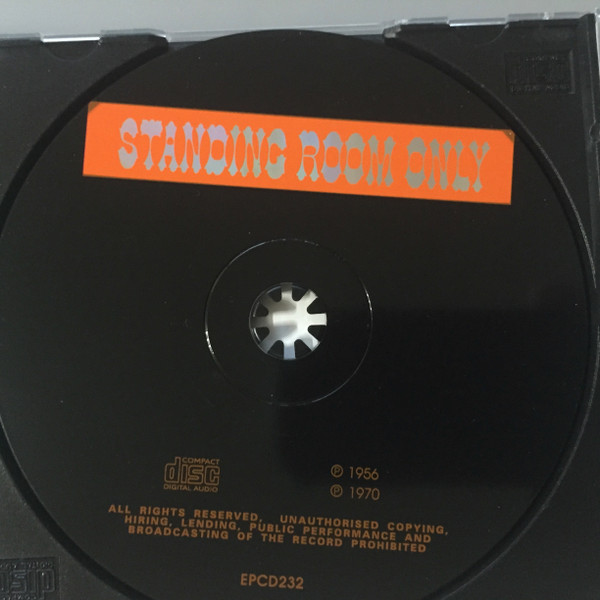 STANDING ROOM ONLY
COMPACT
disc
DIGITAL AUDIO
℗ 1956
℗ 1970
ALL RIGHTS RESERVED, UNAUTHORISED COPYING,
HIRING, LENDING, PUBLIC PERFORMANCE AND
BROADCASTING OF THE RECORD PROHIBITED
EPCD232